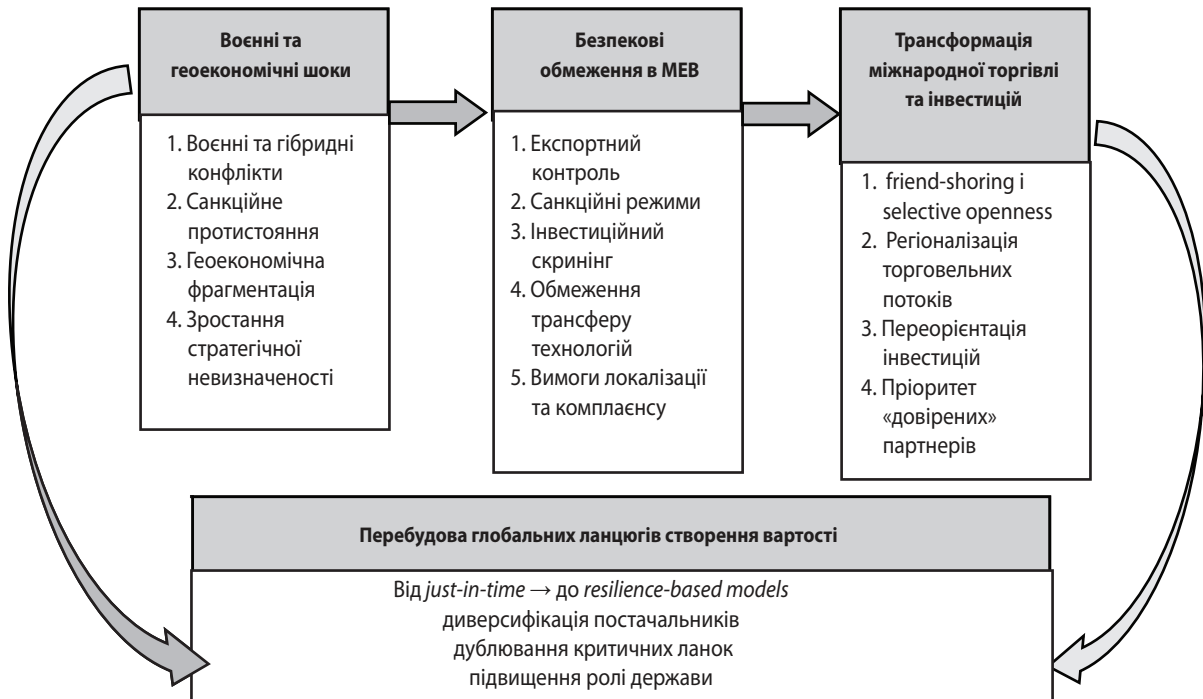 Воєнні та
геоекономічні шоки
1. Воєнні та гібридні
конфлікти
2. Санкційне
протистояння
3. Геоекономічна
фрагментація
4. Зростання
стратегічної
невизначеності
Безпекові
обмеження в МЕВ
1. Експортний
контроль
2. Санкційні режими
3. Інвестиційний
скринінг
4. Обмеження
трансферу
технологій
5. Вимоги локалізації
та комплаєнсу
Трансформація
міжнародної торгівлі
та інвестицій
1. friend-shoring і
selective openness
2. Регіоналізація
торговельних
потоків
3. Переорієнтація
інвестицій
4. Пріоритет
«довірених»
партнерів
Перебудова глобальних ланцюгів створення вартості
Від just-in-time → до resilience-based models
диверсифікація постачальників
дублювання критичних ланок
підвищення ролі держави